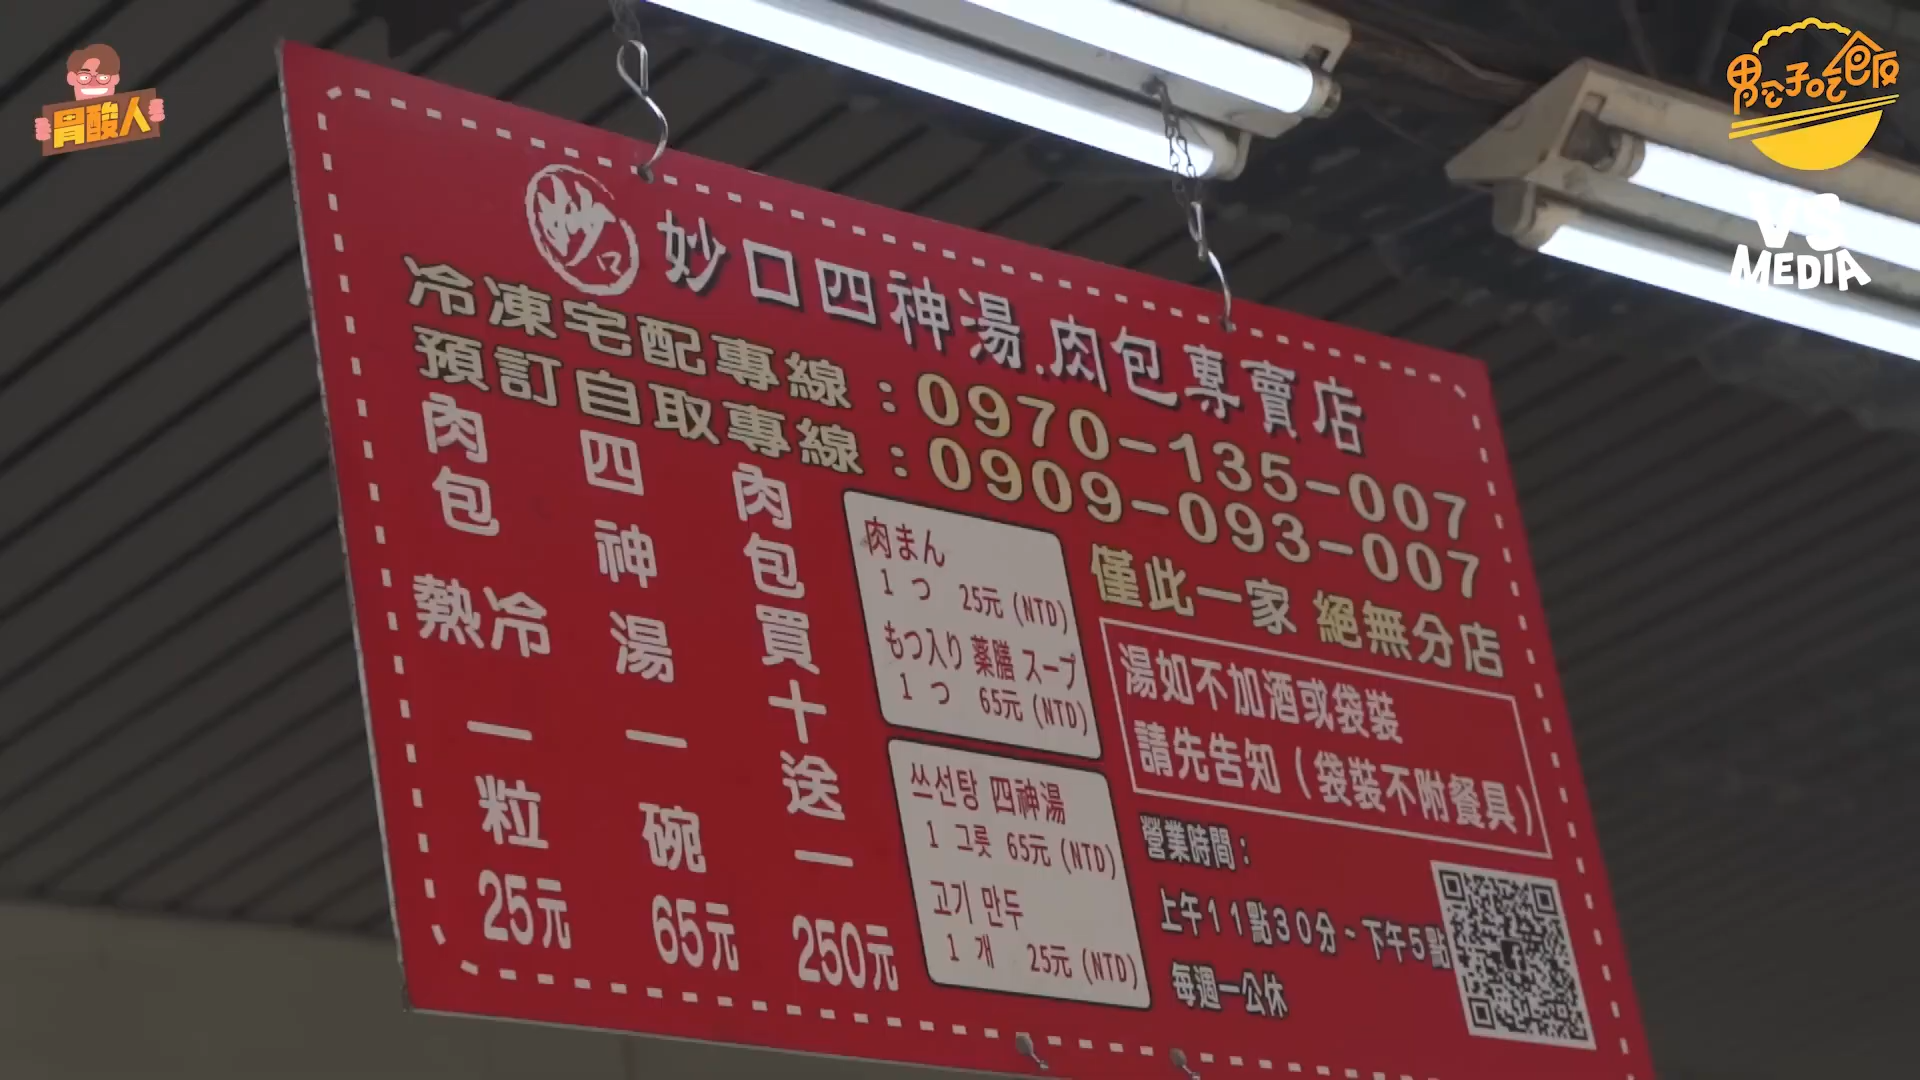 胃酸人
男公子吃飯
VS
MEDIA
妙口
妙口四神湯.肉包專賣店
冷凍宅配專線:0970-135-007
預訂自取專線:0909-093-007
肉包 熱冷 一粒 25元
四神湯 一碗 65元
肉包買十送一 250元
肉まん
1つ 25元(NTD)
もつ入り 薬膳 スープ
1つ 65元(NTD)
쓰선탕 四神湯
1 그릇 65元(NTD)
고기 만두
1 개 25元(NTD)
僅此一家 絕無分店
湯如不加酒或袋裝
請先告知(袋裝不附餐具)
營業時間:
上午11點30分~下午5點
每週一公休